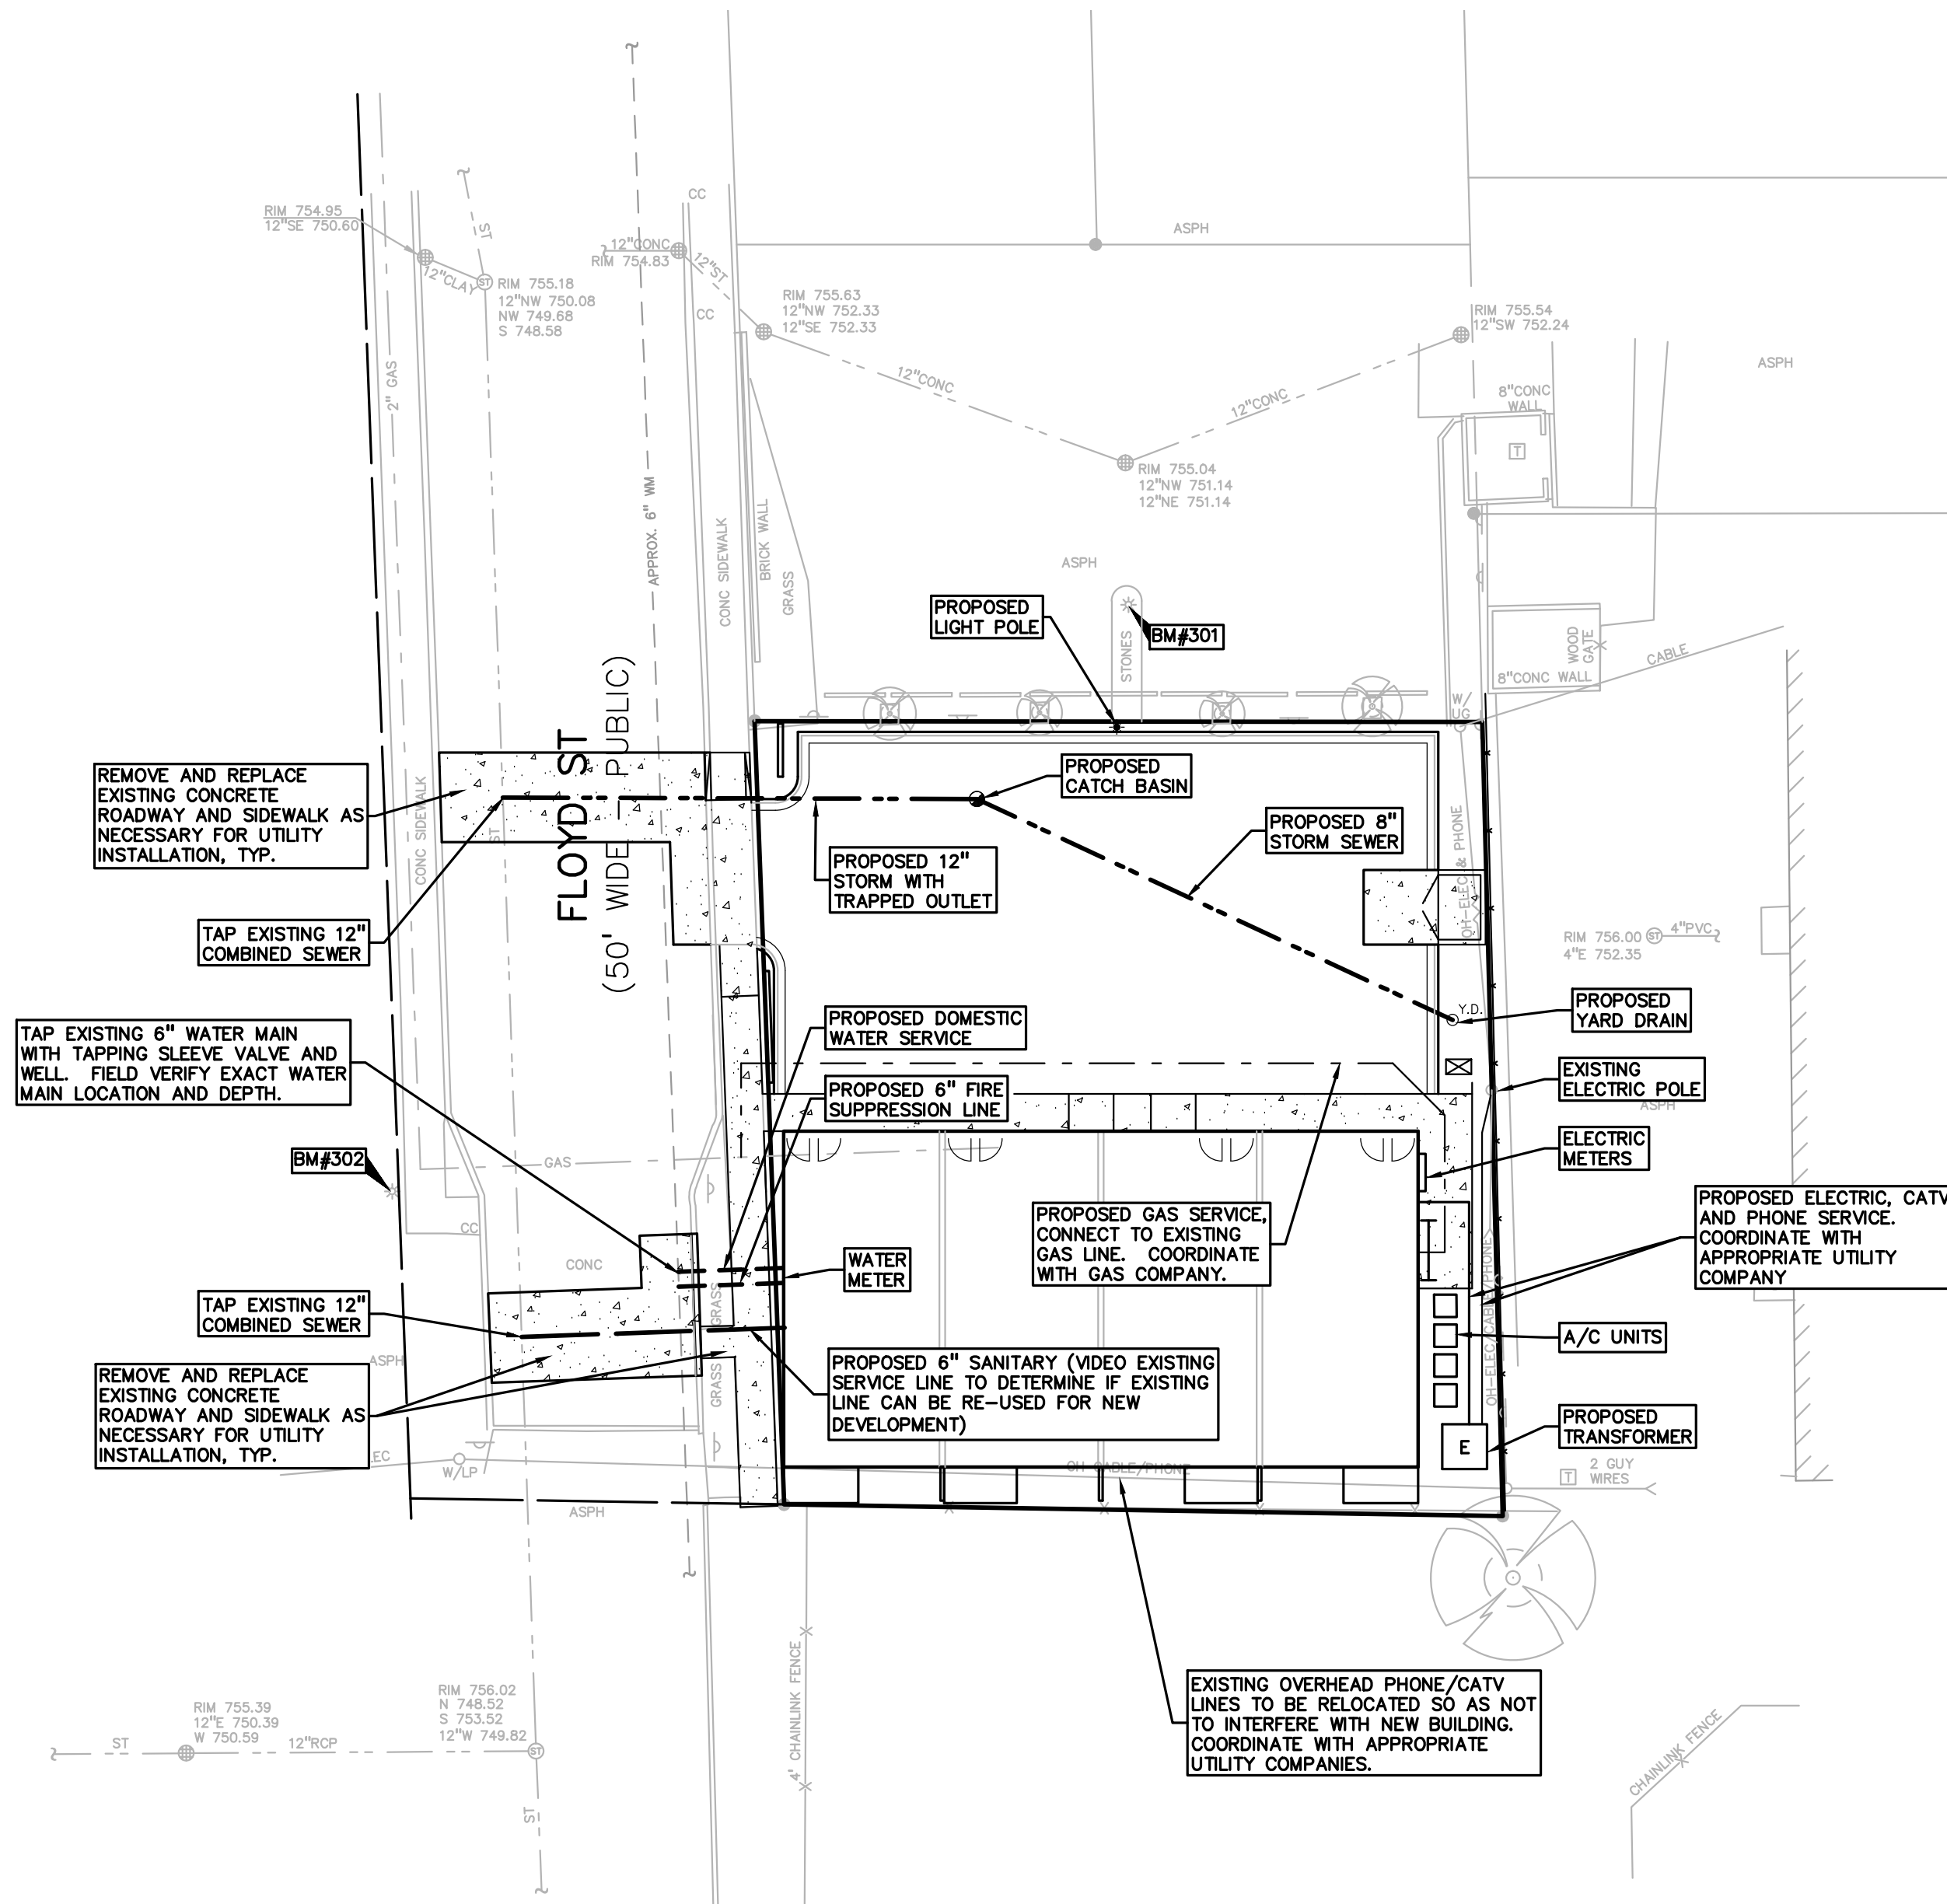 RIM 754.95
12"SE 750.60
12"CLAY
ST
RIM 755.18
12"NW 750.08
NW 749.68
S 748.58
12"CONC
RIM 754.83
12"ST
CC
CC
RIM 755.63
12"NW 752.33
12"SE 752.33
ASPH
RIM 755.54
12"SW 752.24
ASPH
2" GAS
12"CONC
12"CONC
8"CONC
WALL
T
RIM 755.04
12"NW 751.14
12"NE 751.14
APPROX. 6" WM
CONC SIDEWALK
BRICK WALL
GRASS
ASPH
PROPOSED
LIGHT POLE
BM#301
STONES
WOOD
GATE
CABLE
8"CONC WALL
W/
UG
FLOYD ST
(50' WIDE - PUBLIC)
REMOVE AND REPLACE
EXISTING CONCRETE
ROADWAY AND SIDEWALK AS
NECESSARY FOR UTILITY
INSTALLATION, TYP.
CONC SIDEWALK
ST
PROPOSED
CATCH BASIN
PROPOSED 8"
STORM SEWER
PROPOSED 12"
STORM WITH
TRAPPED OUTLET
OH-ELEC & PHONE
TAP EXISTING 12"
COMBINED SEWER
RIM 756.00
4"E 752.35
ST
4"PVC
Y.D.
PROPOSED
YARD DRAIN
PROPOSED DOMESTIC
WATER SERVICE
TAP EXISTING 6" WATER MAIN
WITH TAPPING SLEEVE VALVE AND
WELL. FIELD VERIFY EXACT WATER
MAIN LOCATION AND DEPTH.
PROPOSED 6" FIRE
SUPPRESSION LINE
EXISTING
ELECTRIC POLE
ASPH
ELECTRIC
METERS
BM#302
GAS
PROPOSED GAS SERVICE,
CONNECT TO EXISTING
GAS LINE. COORDINATE
WITH GAS COMPANY.
PROPOSED ELECTRIC, CATV
AND PHONE SERVICE.
COORDINATE WITH
APPROPRIATE UTILITY
COMPANY
CC
CONC
WATER
METER
GRASS
OH-ELEC/CABLE/PHONE
TAP EXISTING 12"
COMBINED SEWER
A/C UNITS
ASPH
REMOVE AND REPLACE
EXISTING CONCRETE
ROADWAY AND SIDEWALK AS
NECESSARY FOR UTILITY
INSTALLATION, TYP.
GRASS
PROPOSED 6" SANITARY (VIDEO EXISTING
SERVICE LINE TO DETERMINE IF EXISTING
LINE CAN BE RE-USED FOR NEW
DEVELOPMENT)
PROPOSED
TRANSFORMER
E
EC
W/LP
OH CABLE/PHONE
T
2 GUY
WIRES
ASPH
EXISTING OVERHEAD PHONE/CATV
LINES TO BE RELOCATED SO AS NOT
TO INTERFERE WITH NEW BUILDING.
COORDINATE WITH APPROPRIATE
UTILITY COMPANIES.
4' CHAINLINK FENCE
RIM 755.39
12"E 750.39
W 750.59
RIM 756.02
N 748.52
S 753.52
12"W 749.82
ST
12"RCP
ST
ST
CHAINLINK FENCE